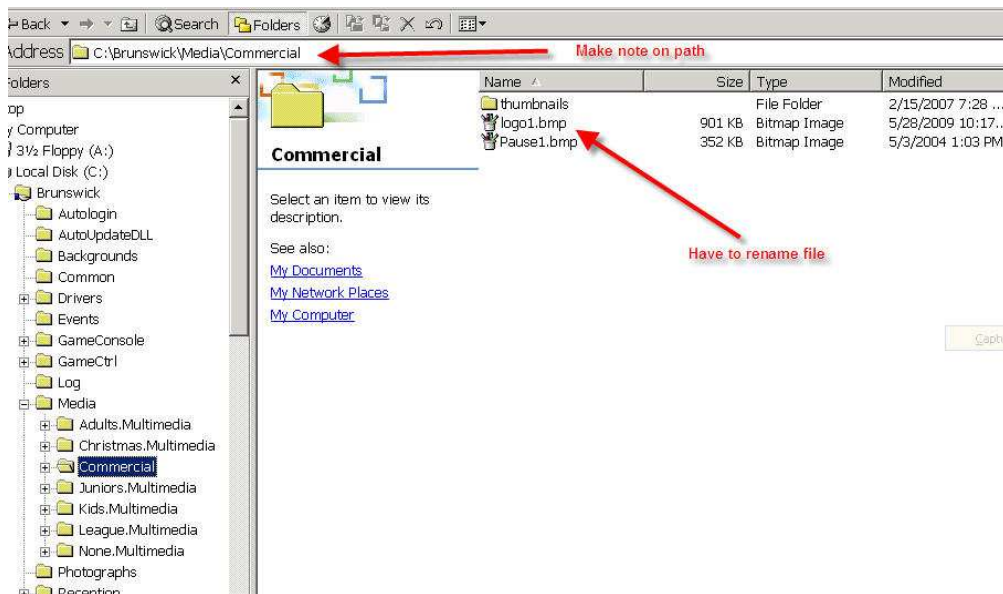 Back Search Folders
Address C:\Brunswick\Media\Commercial Make note on path
Folders ×
Name Size Type Modified
thumbnails File Folder 2/15/2007 7:28 ...
logo1.bmp 901 KB Bitmap Image 5/28/2009 10:17...
Pause1.bmp 352 KB Bitmap Image 5/3/2004 1:03 PM
Commercial
Select an item to view its
description.
See also:
My Documents
My Network Places
My Computer
Have to rename file
top
y Computer
3½ Floppy (A:)
Local Disk (C:)
Brunswick
Autologin
AutoUpdateDLL
Backgrounds
Common
Drivers
Events
GameConsole
GameCtrl
Log
Media
Adults.Multimedia
Christmas.Multimedia
Commercial
Juniors.Multimedia
Kids.Multimedia
League.Multimedia
None.Multimedia
Photographs
Reception
Capt